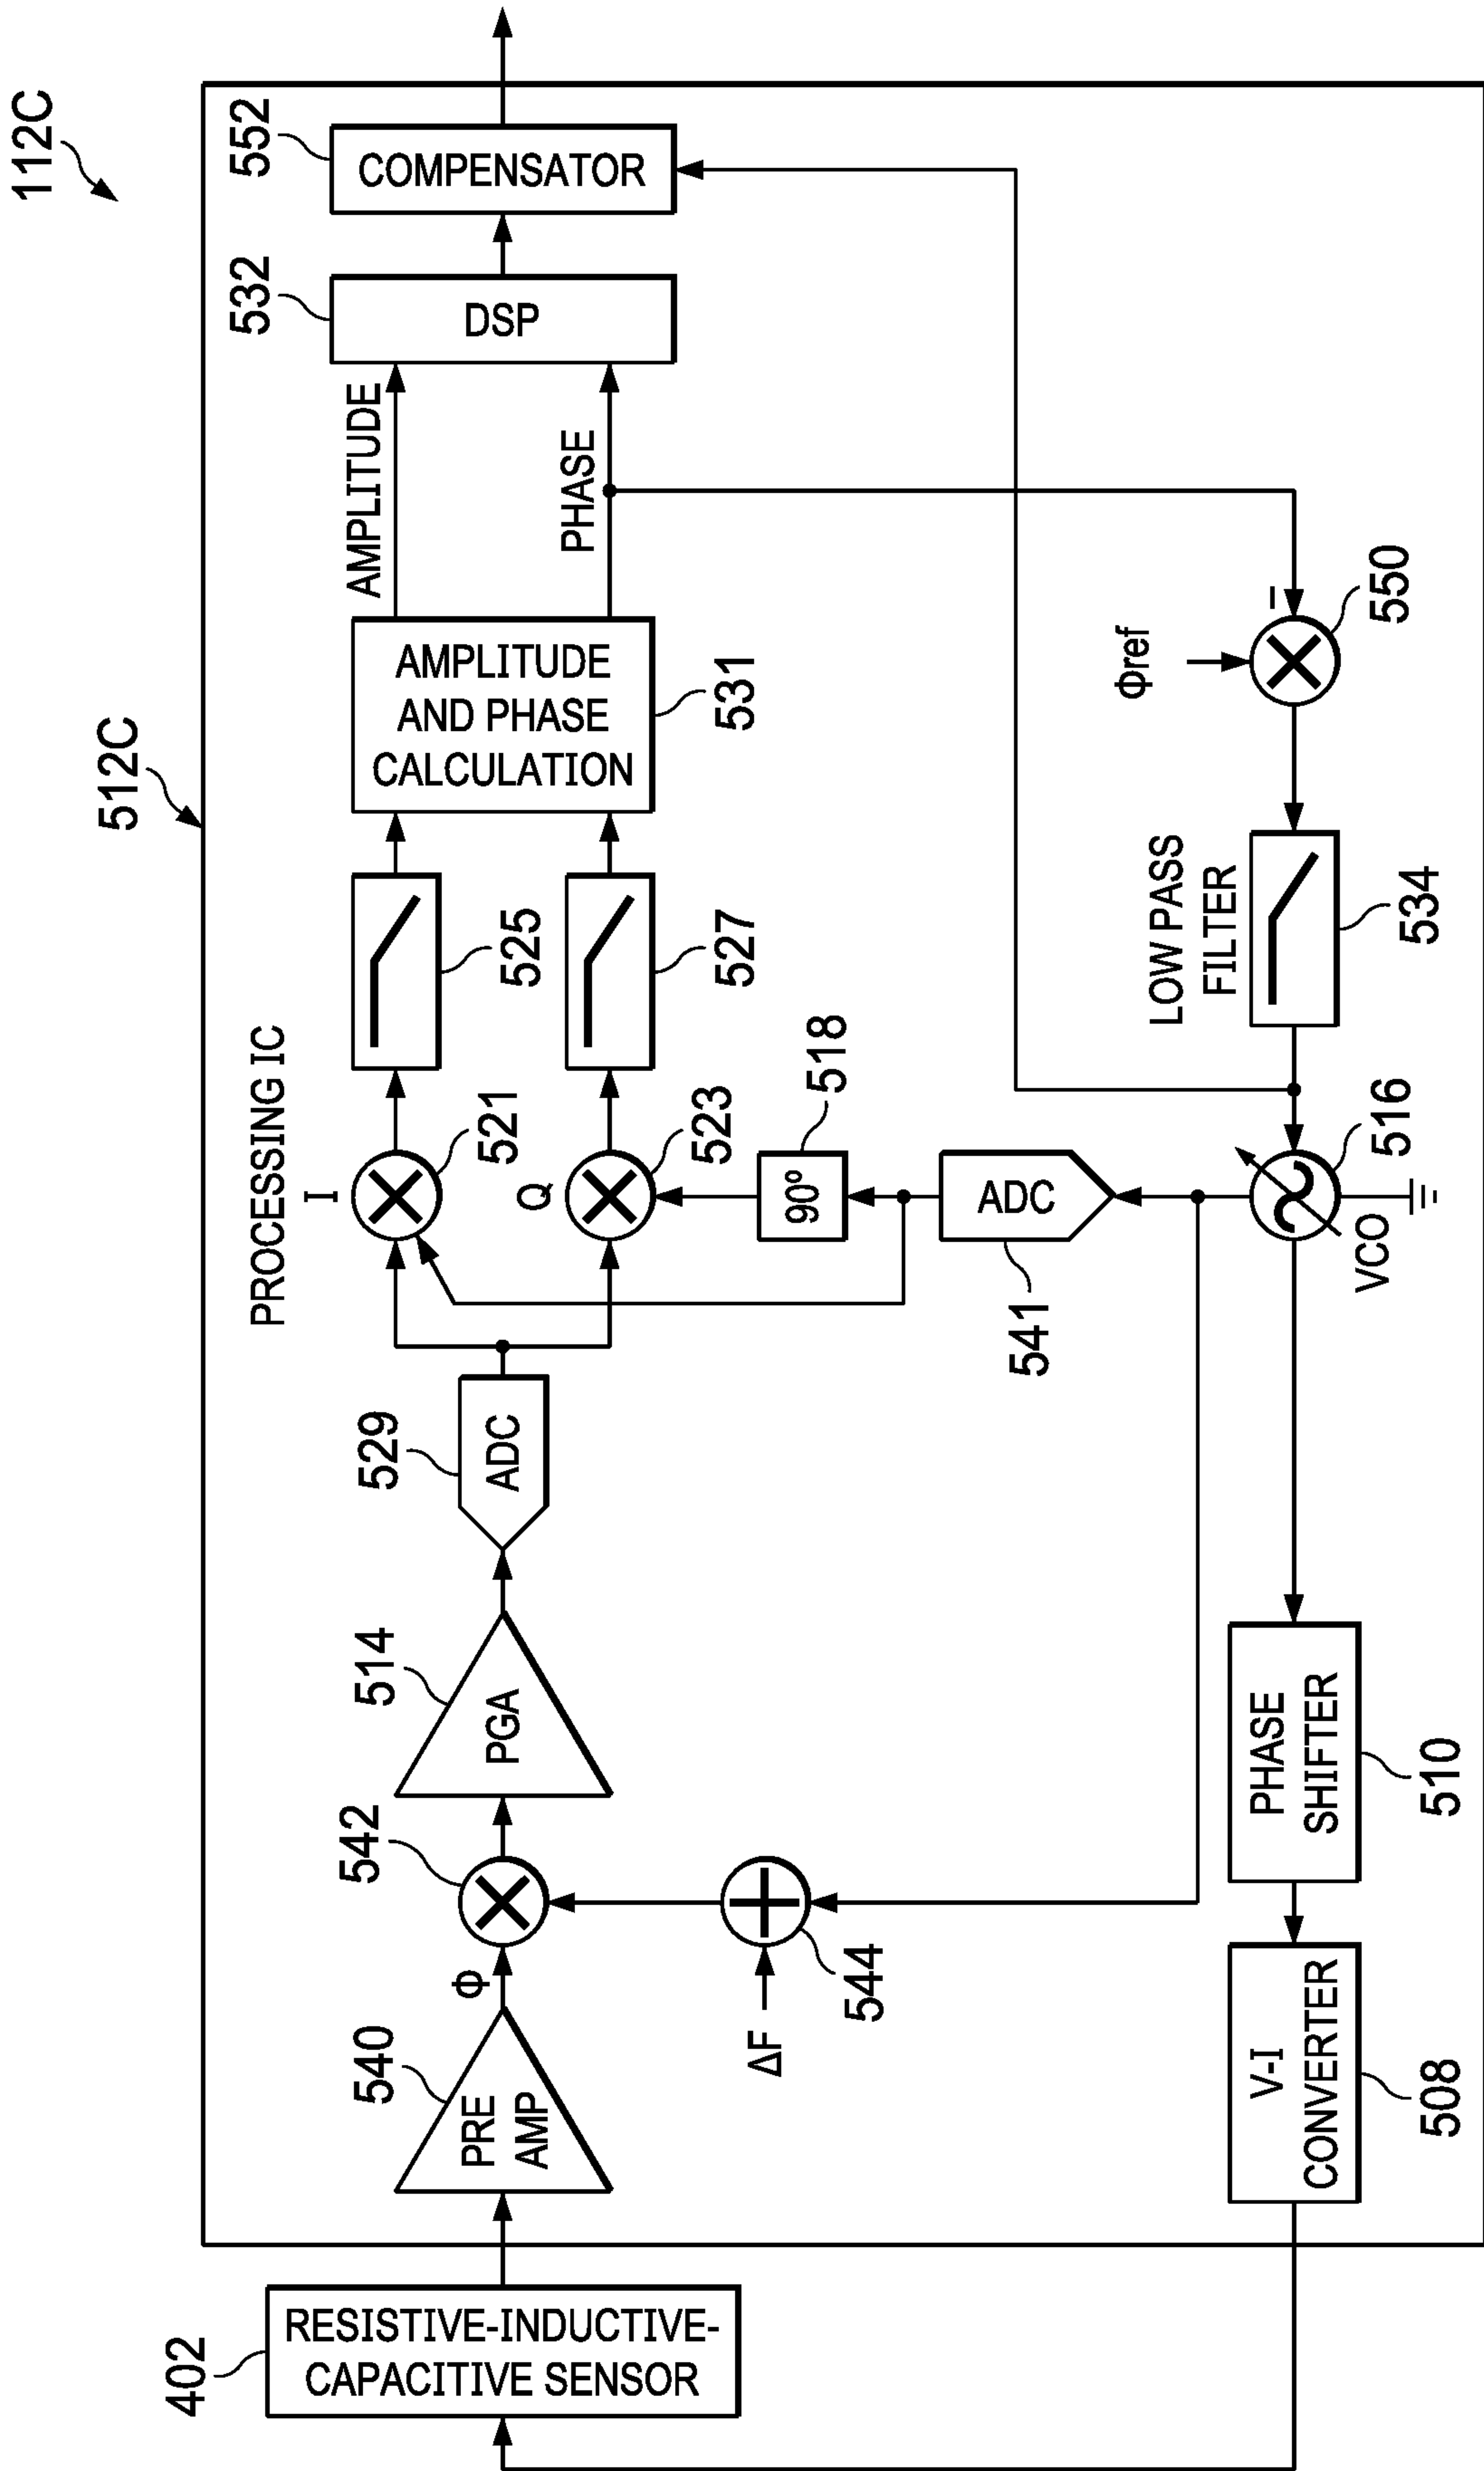 112C
512C
PROCESSING IC
402
RESISTIVE-INDUCTIVE-
CAPACITIVE SENSOR
540
PRE
AMP
Φ
542
514
PGA
529
ADC
I
521
Q
523
525
527
AMPLITUDE
AND PHASE
CALCULATION
531
AMPLITUDE
PHASE
532
DSP
552
COMPENSATOR
ΔF
544
541
ADC
518
90°
508
V-I
CONVERTER
510
PHASE
SHIFTER
VCO
516
LOW PASS
FILTER
534
Φref
–
550